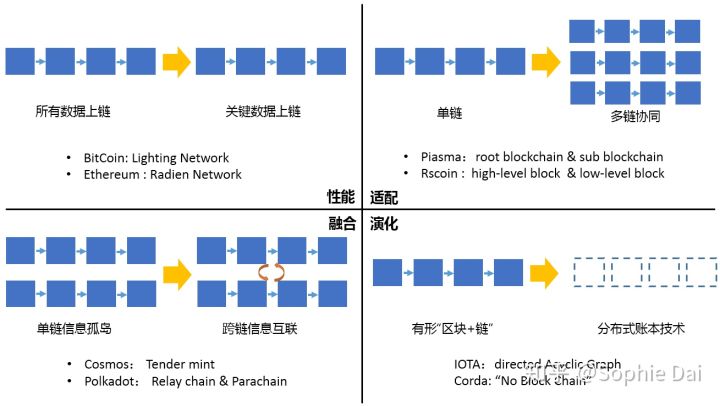 所有数据上链
关键数据上链
• BitCoin: Lighting Network
• Ethereum : Radien Network
性能
单链
多链协同
• Piasma： root blockchain & sub blockchain
• Rscoin : high-level block & low-level block
适配
融合
单链信息孤岛
跨链信息互联
• Cosmos： Tender mint
• Polkadot： Relay chain & Parachain
演化
有形“区块+链”
分布式账本技术
IOTA：directed Acyclic Graph
Corda: “No Block Chain”
知乎 @Sophie Dai